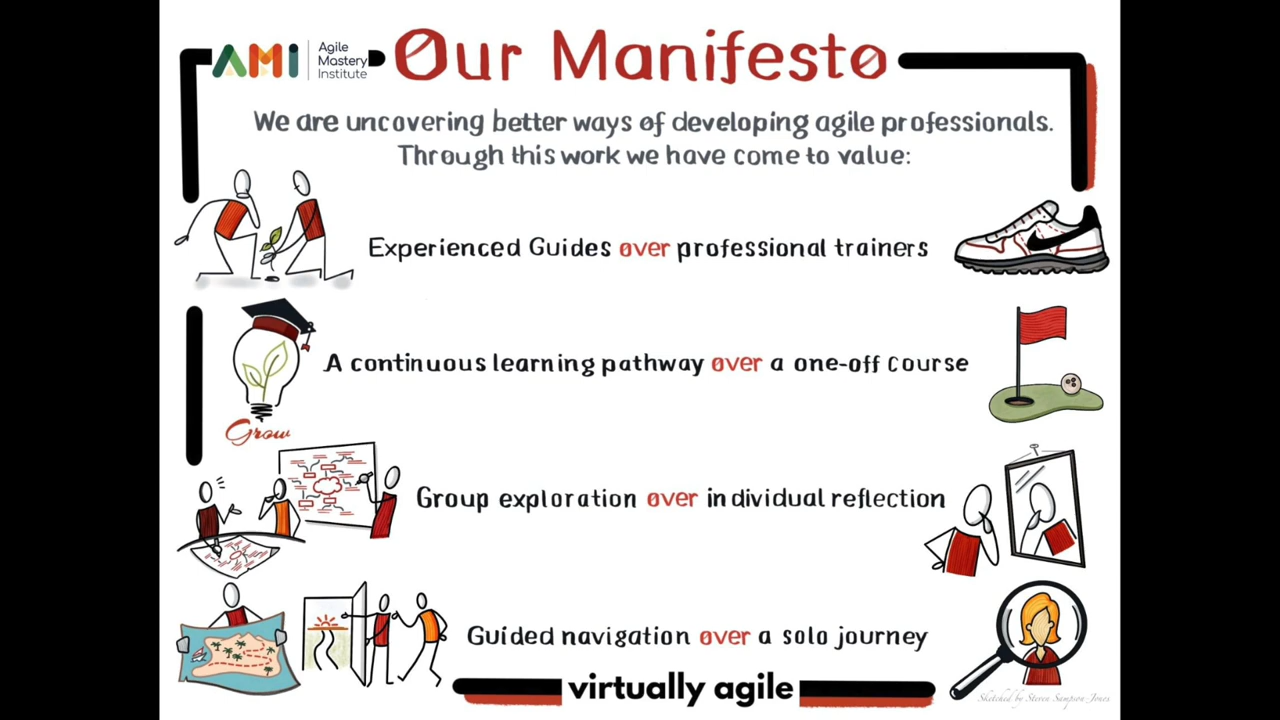 AMi
Agile
Mastery
Institute
Our Manifesto
We are uncovering better ways of developing agile professionals.
Through this work we have come to value:
Experienced Guides over professional trainers
A continuous learning pathway over a one-off course
Grow
Group exploration over individual reflection
Guided navigation over a solo journey
virtually agile
Sketched by Steven Sampson-Jones